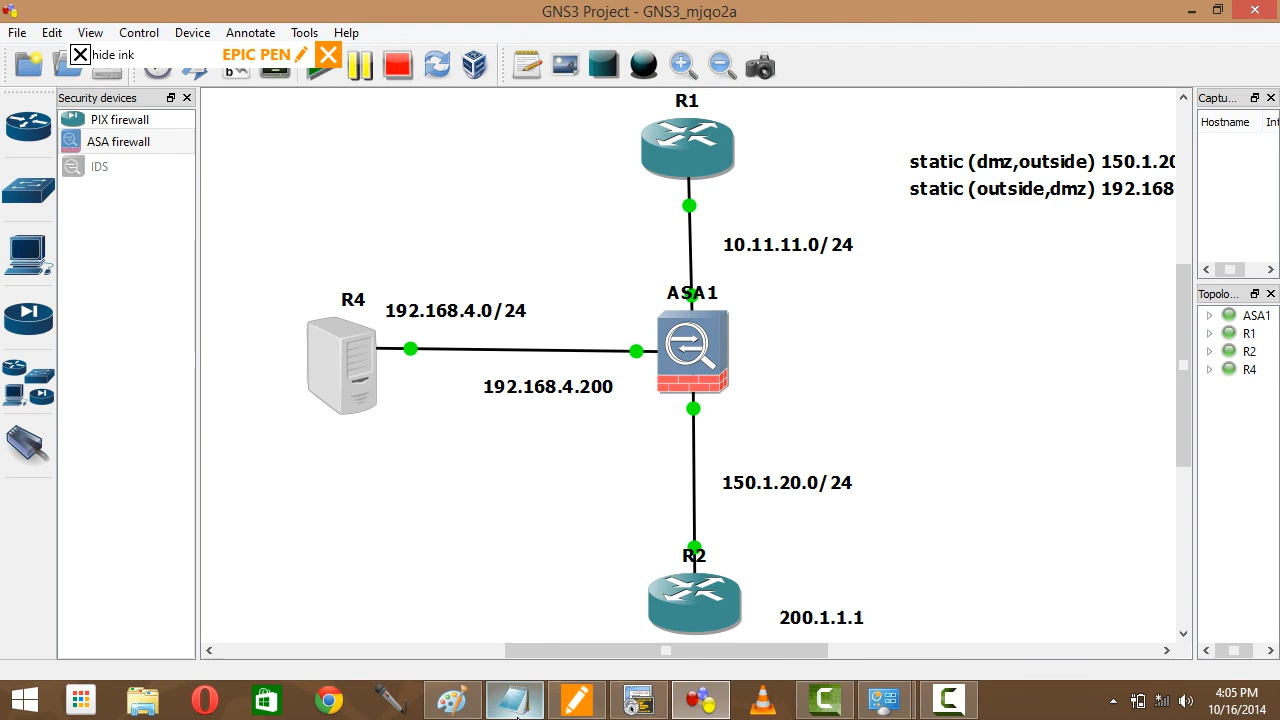 GNS3 Project - GNS3_mjqo2a
File Edit View Control Device Annotate Tools Help
hide ink
EPIC PEN
Security devices
PIX firewall
ASA firewall
IDS
R1
10.11.11.0/24
ASA1
R4
192.168.4.0/24
192.168.4.200
150.1.20.0/24
R2
200.1.1.1
static (dmz,outside) 150.1.20
static (outside,dmz) 192.168
Captu...
Hostname Int
Topolo...
ASA1
R1
R2
R4
4:05 PM
10/16/2014